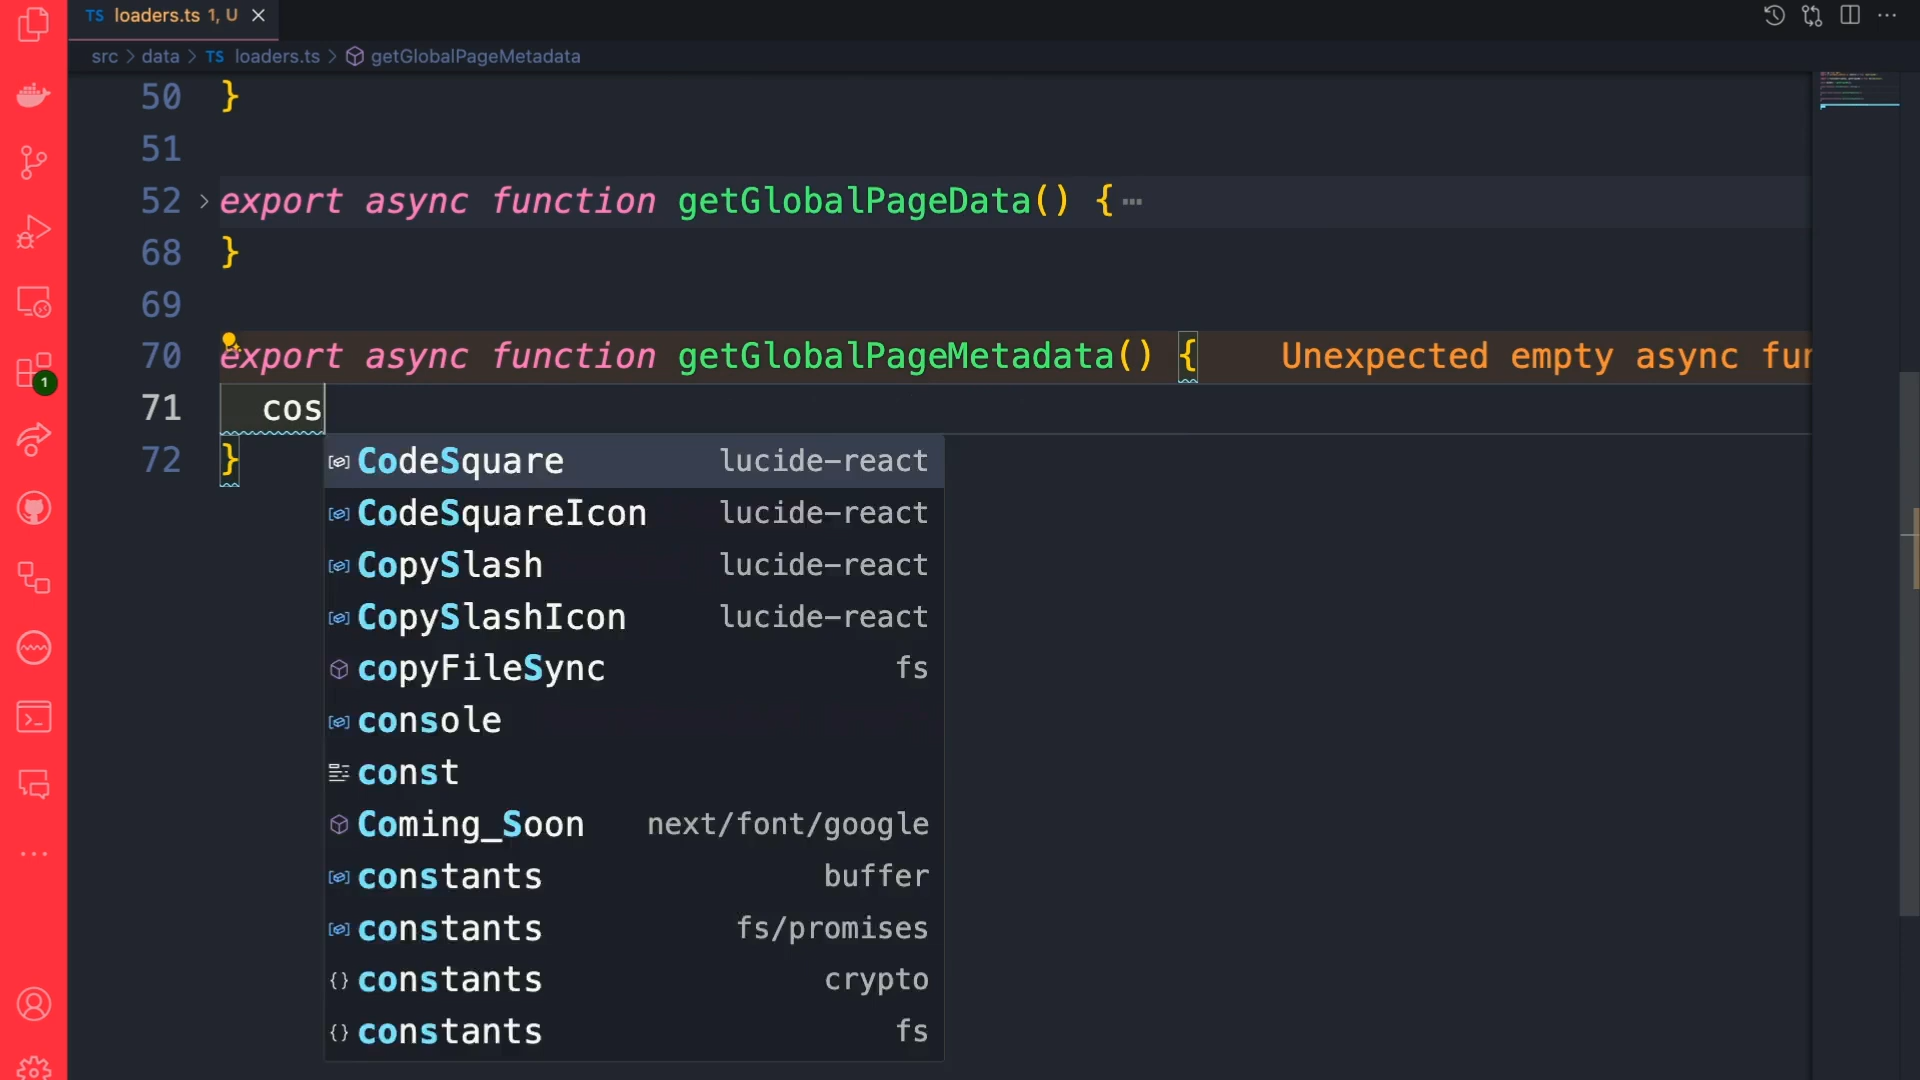 TS loaders.ts 1, U
src > data > TS loaders.ts > getGlobalPageMetadata
50 }
51
52 > export async function getGlobalPageData() {…
68 }
69
70 export async function getGlobalPageMetadata() { Unexpected empty async fun
71 cos
72 }
CodeSquare lucide-react
CodeSquareIcon lucide-react
CopySlash lucide-react
CopySlashIcon lucide-react
copyFileSync fs
console
const
Coming_Soon next/font/google
constants buffer
constants fs/promises
constants crypto
constants fs
1